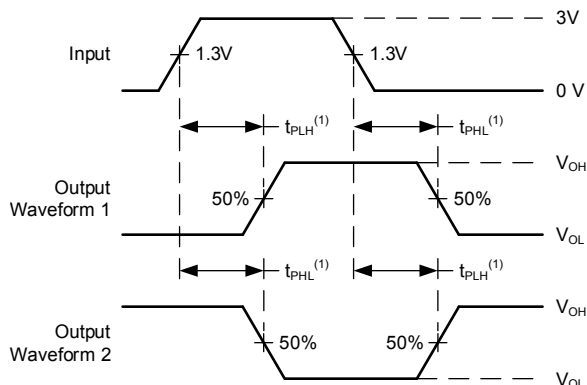 3V
Input
1.3V
1.3V
0 V
tPLH(1)
tPHL(1)
VOH
Output
Waveform 1
50%
50%
VOL
tPHL(1)
tPLH(1)
VOH
Output
Waveform 2
50%
50%
VOL